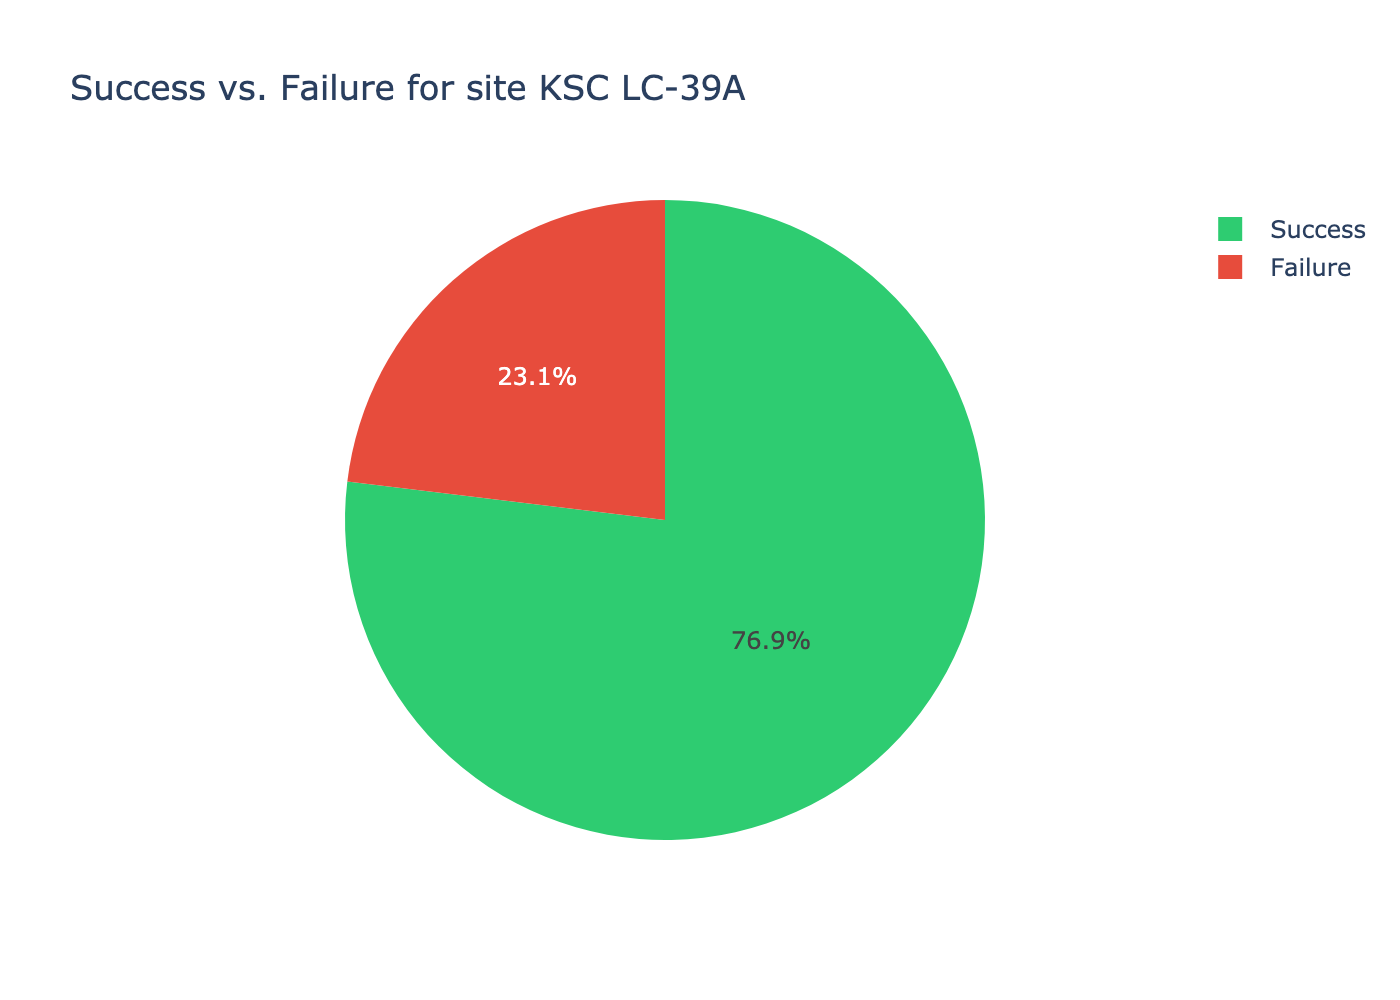 Success vs. Failure for site KSC LC-39A
Success
Failure
23.1%
76.9%